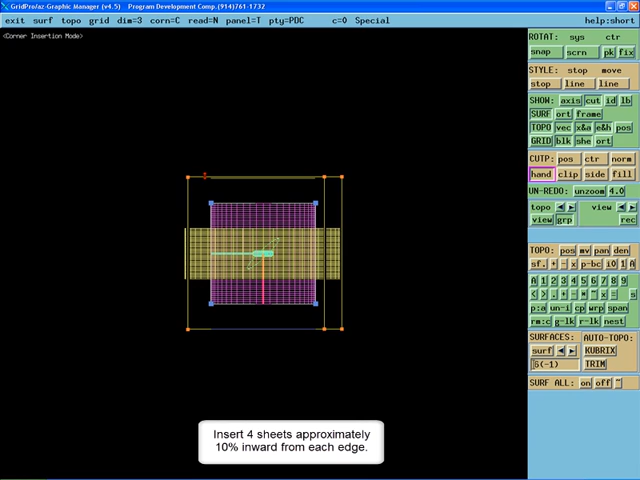 GridPro/az-Graphic Manager (v4.5)    Program Development Comp.(914)761-1732
exit surf topo grid dim=3 corn=C read=N panel=T pty=PDC c=0 Special help:short
<Corner Insertion Mode>
ROTAT: sys ctr
snap scrn pk fix
STYLE: stop move
stop line line
SHOW: axis cut id lb
SURF ort frame
TOPO vec x&a e&h pos
GRID blk she ort
CUTP: pos ctr norm
hand clip side fill
UN-REDO: unzoom 4.0
topo view
view grp rec
TOPO: pos mv pan den
sf. + - x p-bc i0 1 A
A 1 2 3 4 5 6 7 8 9
< > . + = - ~ x = s
p:a un-i cp wrp span
rm:c g-lk r-lk nest
SURFACES: AUTO-TOPO:
surf KUBRIX
6(-1) TRIM
SURF ALL: on off ~
Insert 4 sheets approximately
10% inward from each edge.